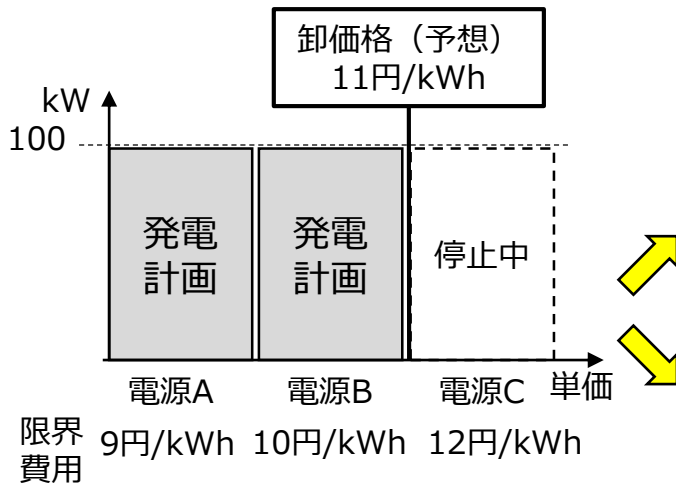 卸価格（予想）
11円/kWh
kW
100
発電
計画
発電
計画
停止中
電源A
電源B
電源C
単価
限界
費用
9円/kWh
10円/kWh
12円/kWh